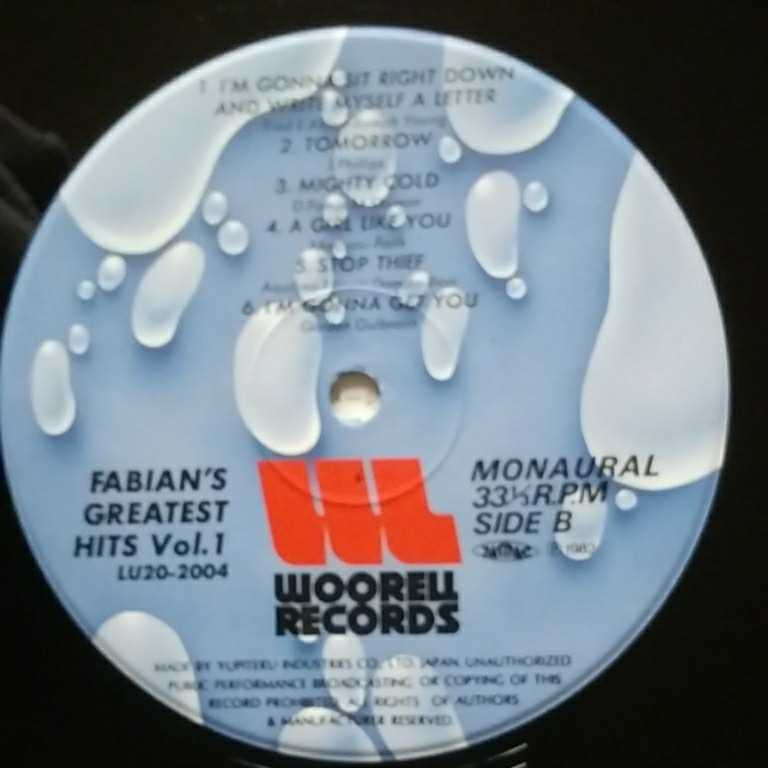 1. I'M GONNA SIT RIGHT DOWN
AND WRITE MYSELF A LETTER
Young
2. TOMORROW
Phillips
3. MIGHTY COLD
4. A GIRL LIKE YOU
5. STOP THIEF
6. I'M GONNA GET YOU
FABIAN'S
GREATEST
HITS Vol.1
LU20-2004
WOORELL
RECORDS
MONAURAL
33⅓ R.P.M
SIDE B
MADE BY YUPITERU INDUSTRIES CO., LTD. JAPAN. UNAUTHORIZED
PUBLIC PERFORMANCE BROADCASTING OR COPYING OF THIS
RECORD PROHIBITED. ALL RIGHTS OF AUTHORS
& MANUFACTURER RESERVED.